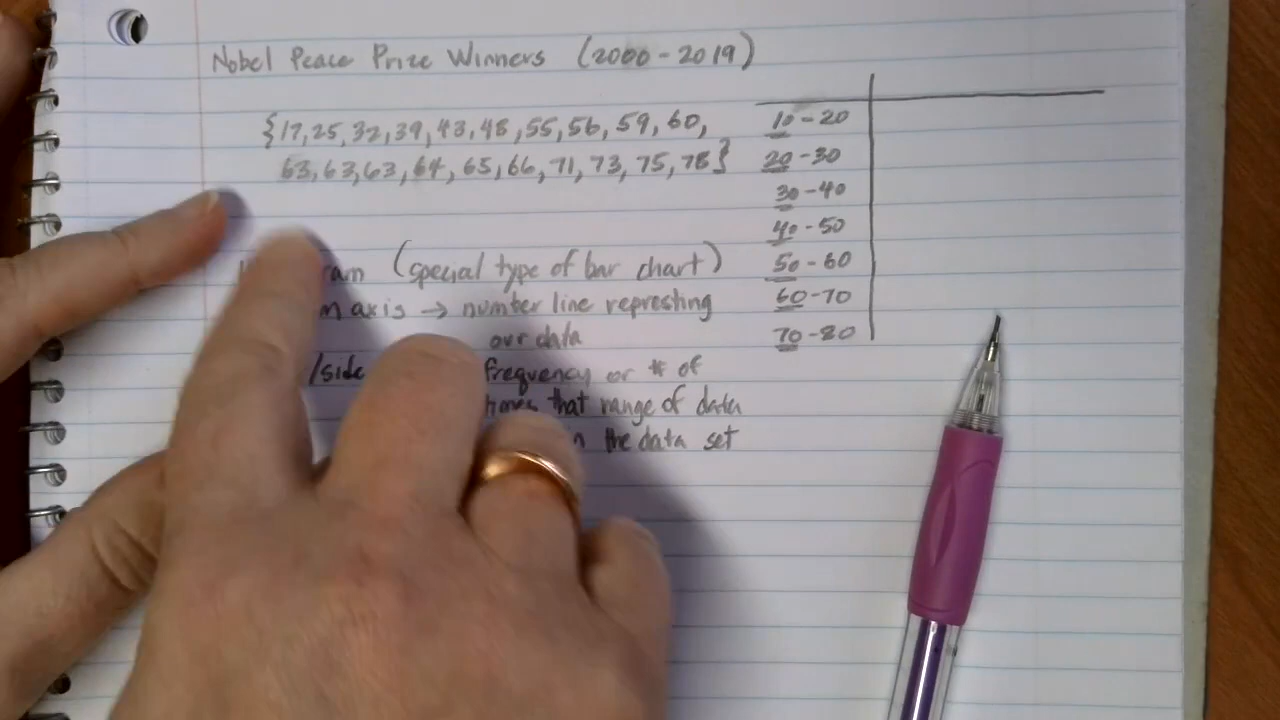 Nobel Peace Prize Winners (2000-2019)
{17, 25, 32, 39, 43, 48, 55, 56, 59, 60,
63, 63, 63, 64, 65, 66, 71, 73, 75, 78}
(special type of bar chart)
axis → number line represting
our data
/side frequency or # of
that range of data
in the data set
10-20
20-30
30-40
40-50
50-60
60-70
70-80